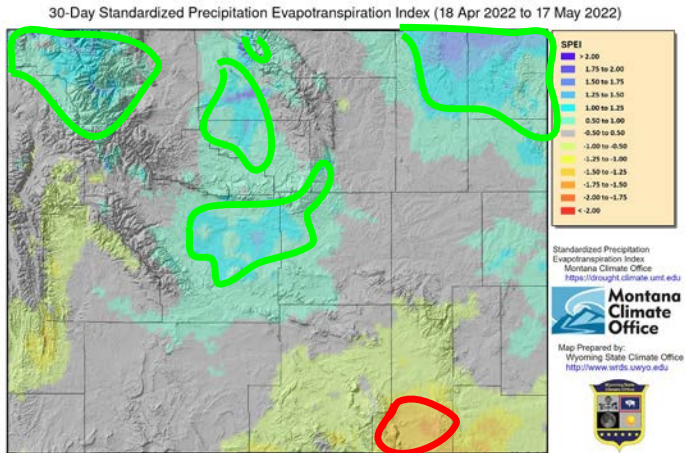 30-Day Standardized Precipitation Evapotranspiration Index (18 Apr 2022 to 17 May 2022)
SPEI
> 2.00
1.75 to 2.00
1.50 to 1.75
1.25 to 1.50
1.00 to 1.25
0.50 to 1.00
-0.50 to 0.50
-1.00 to -0.50
-1.25 to -1.00
-1.50 to -1.25
-1.75 to -1.50
-2.00 to -1.75
< -2.00
Standardized Precipitation
Evapotranspiration Index
Montana Climate Office
https://drought.climate.umt.edu
Montana
Climate
Office
Map Prepared by:
Wyoming State Climate Office
http://www.wrds.uwyo.edu
Wyoming State
Climate Office